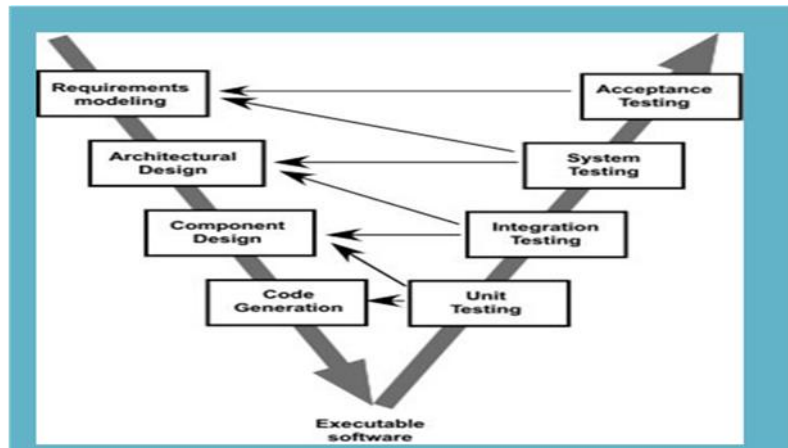 Requirements
modeling
Acceptance
Testing
Architectural
Design
System
Testing
Component
Design
Integration
Testing
Code
Generation
Unit
Testing
Executable
software